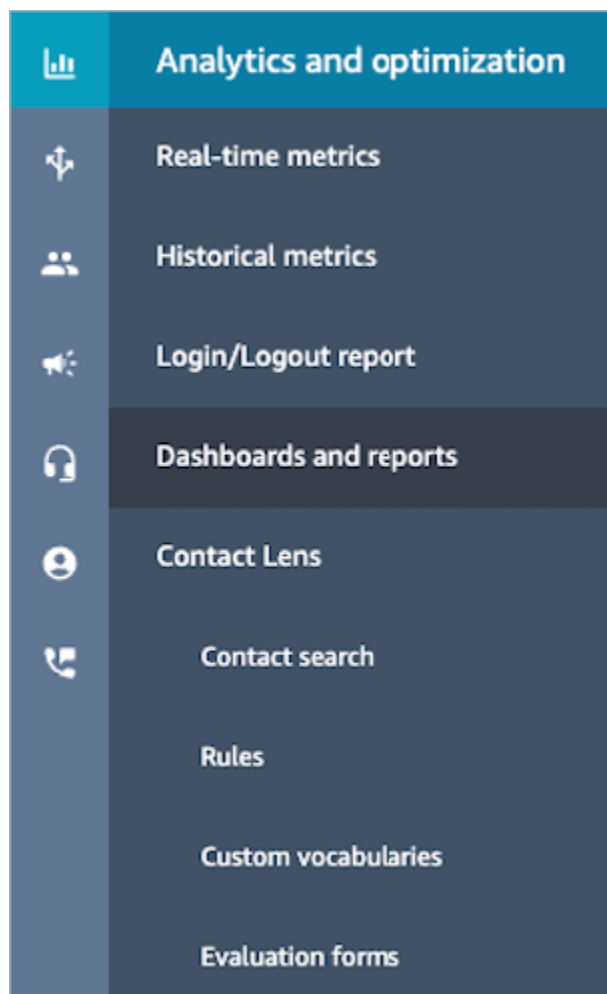 Analytics and optimization
Real-time metrics
Historical metrics
Login/Logout report
Dashboards and reports
Contact Lens
Contact search
Rules
Custom vocabularies
Evaluation forms